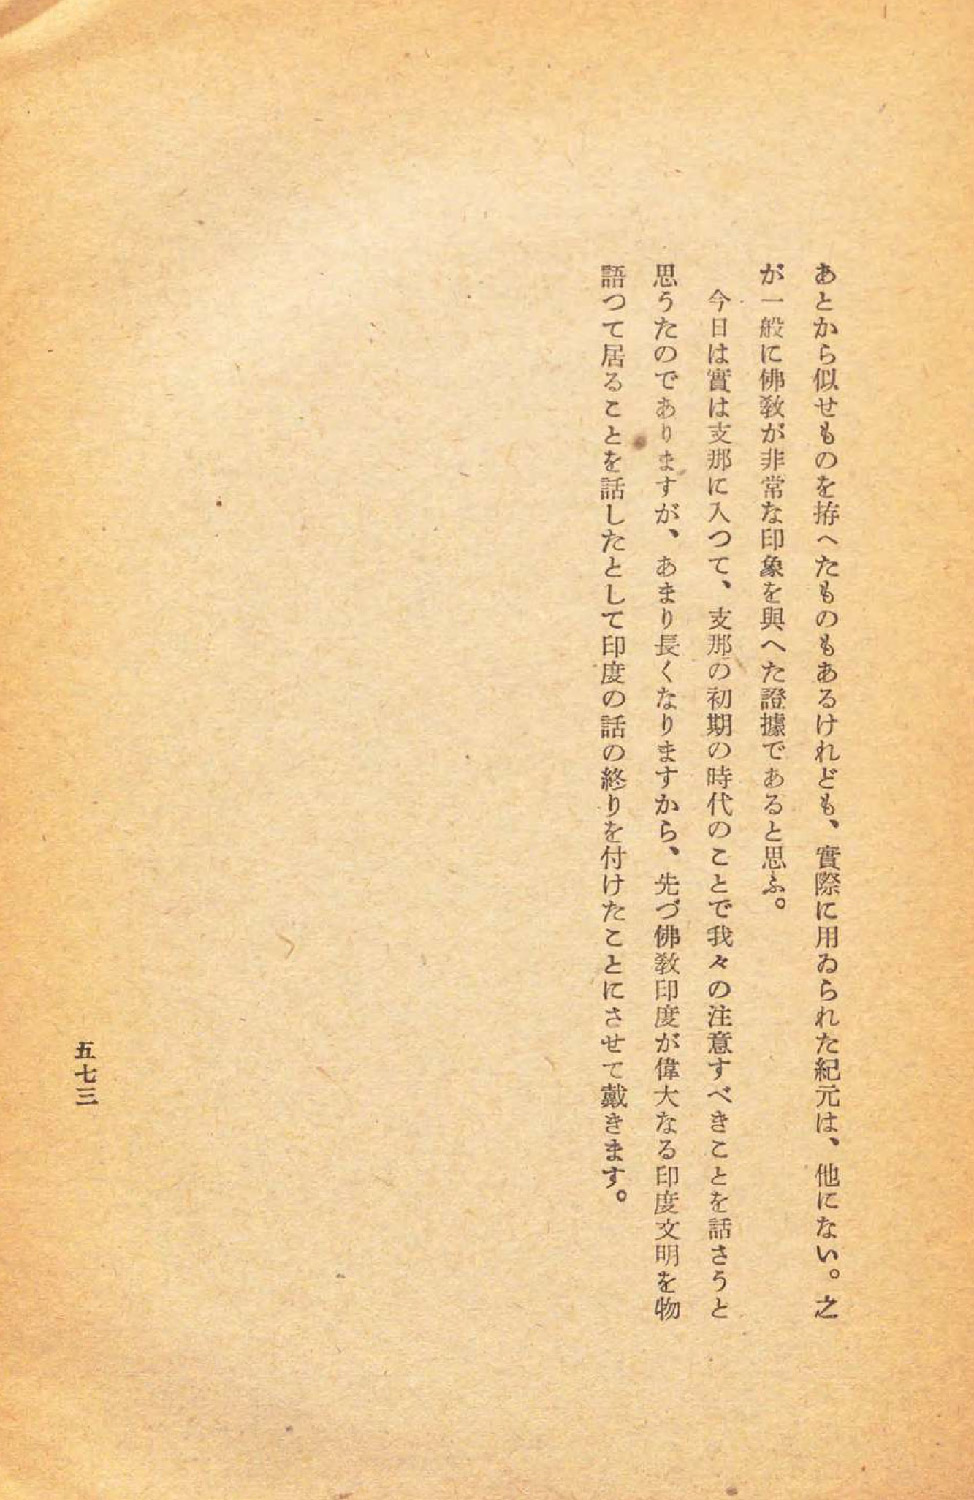 あとから似せものを拵へたものもあるけれども、實際に用ゐられた紀元は、他にない。之
が一般に佛教が非常な印象を與へた證據であると思ふ。
今日は實は支那に入つて、支那の初期の時代のことで我々の注意すべきことを話さうと
思うたのでありますが、あまり長くなりますから、先づ佛教印度が偉大なる印度文明を物
語つて居ることを話したとして印度の話の終りを付けたことにさせて戴きます。
五七三